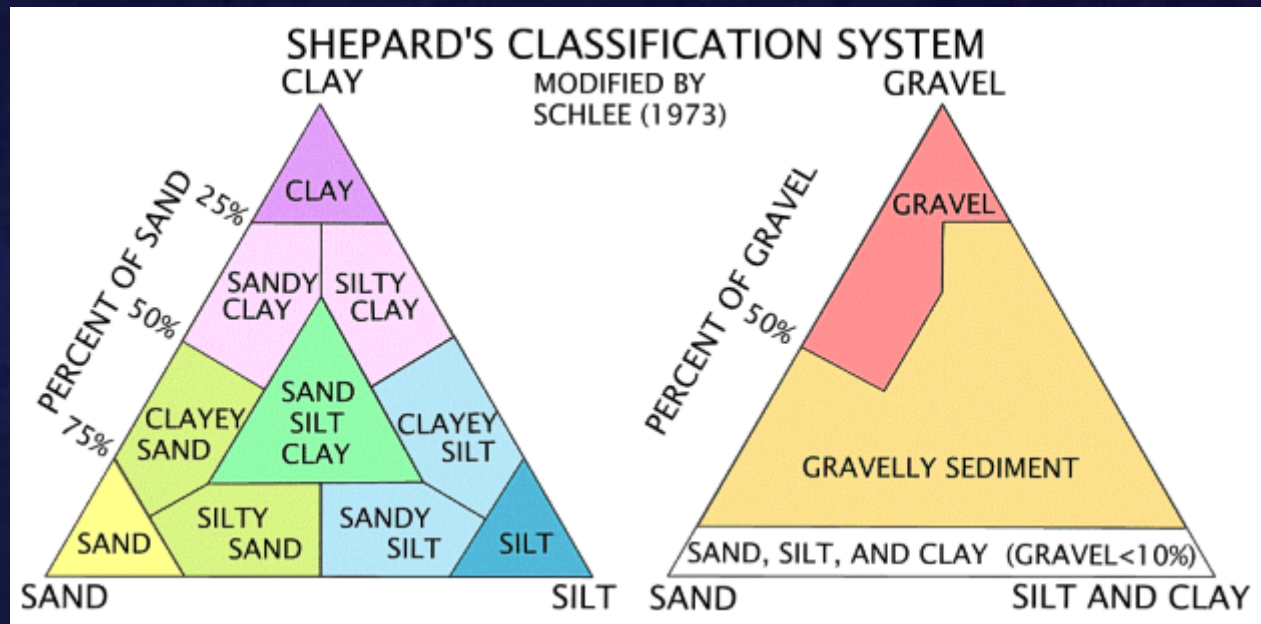 SHEPARD'S CLASSIFICATION SYSTEM
MODIFIED BY
SCHLEE (1973)
CLAY
PERCENT OF SAND
25%
50%
75%
CLAY
SANDY
CLAY
SILTY
CLAY
SAND
SILT
CLAY
CLAYEY
SAND
CLAYEY
SILT
SAND
SILTY
SAND
SANDY
SILT
SILT
SAND
SILT
GRAVEL
PERCENT OF GRAVEL
50%
GRAVEL
GRAVELLY SEDIMENT
SAND, SILT, AND CLAY (GRAVEL<10%)
SAND
SILT AND CLAY